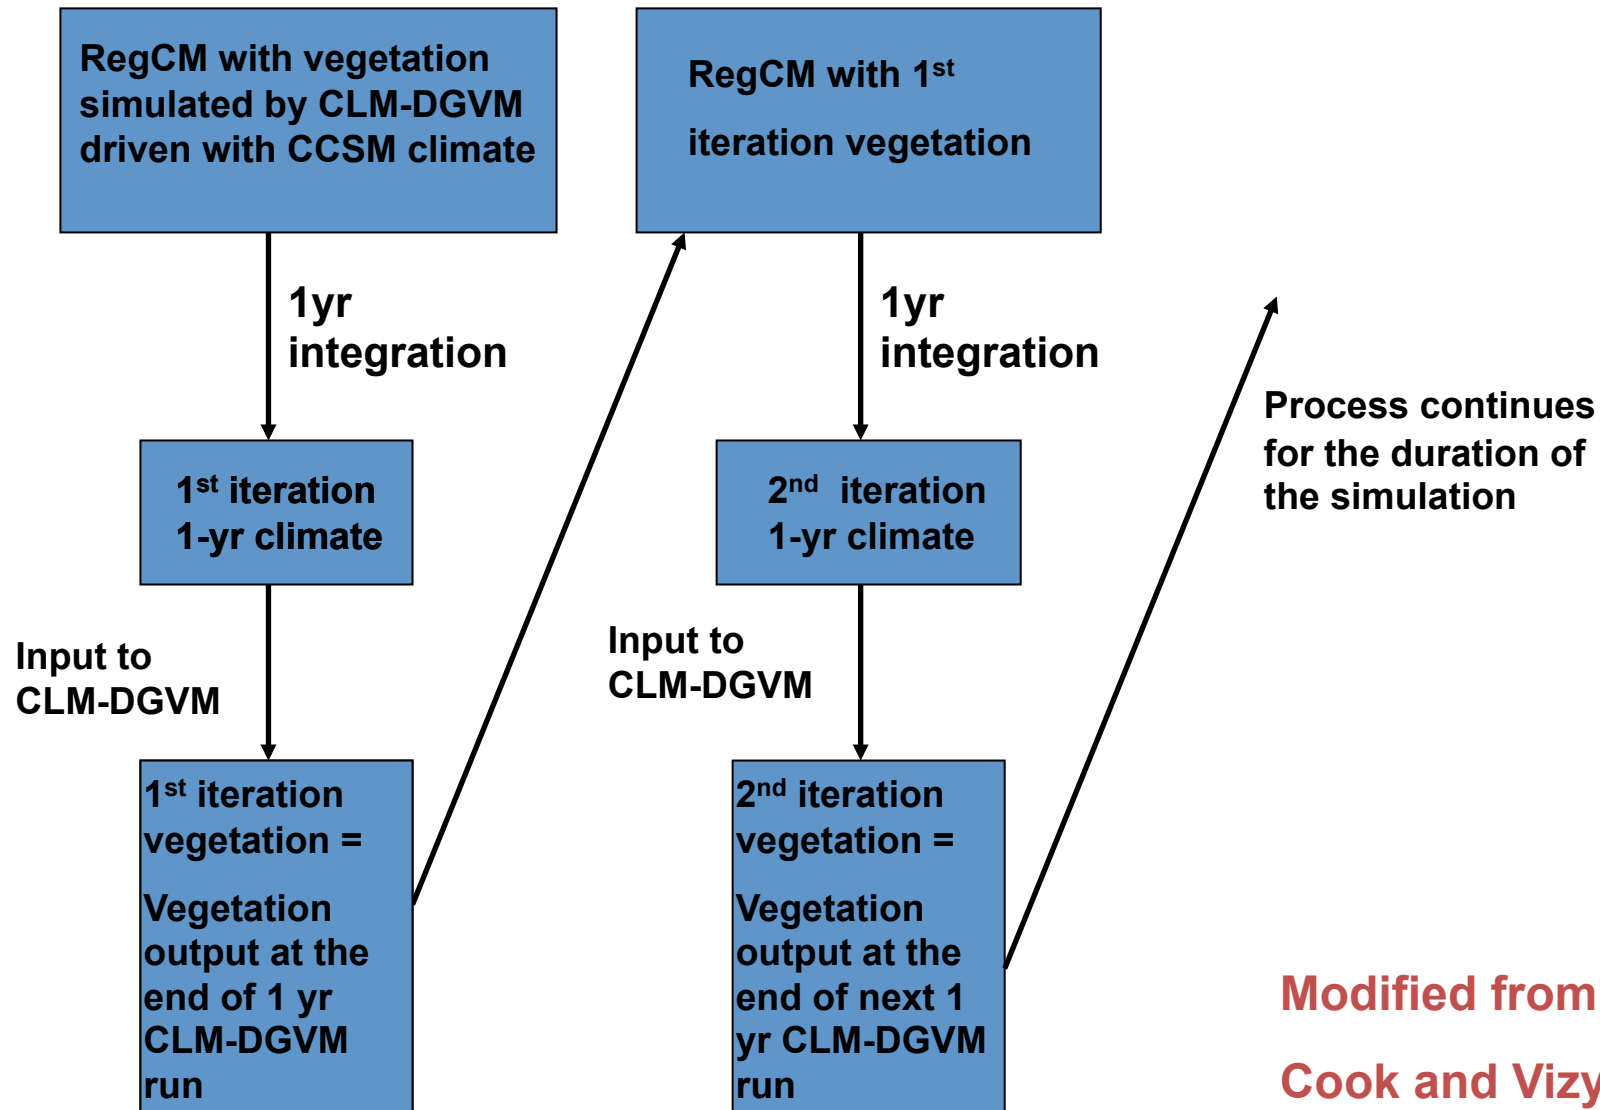 RegCM with vegetation
simulated by CLM-DGVM
driven with CCSM climate
1yr
integration
1st iteration
1-yr climate
Input to
CLM-DGVM
1st iteration
vegetation =
Vegetation
output at the
end of 1 yr
CLM-DGVM
run
RegCM with 1st
iteration vegetation
1yr
integration
2nd iteration
1-yr climate
Input to
CLM-DGVM
2nd iteration
vegetation =
Vegetation
output at the
end of next 1
yr CLM-DGVM
run
Process continues
for the duration of
the simulation
Modified from
Cook and Vizy